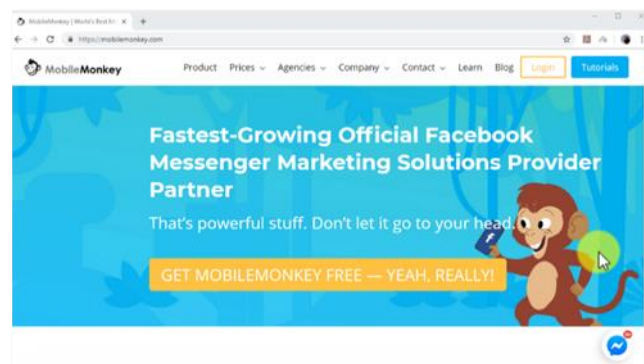 MobileMonkey | World's Best Fre
https://mobilemonkey.com
MobileMonkey Product Prices Agencies Company Contact Learn Blog Login Tutorials
Fastest-Growing Official Facebook
Messenger Marketing Solutions Provider
Partner
That's powerful stuff. Don't let it go to your head.
GET MOBILEMONKEY FREE — YEAH, REALLY!